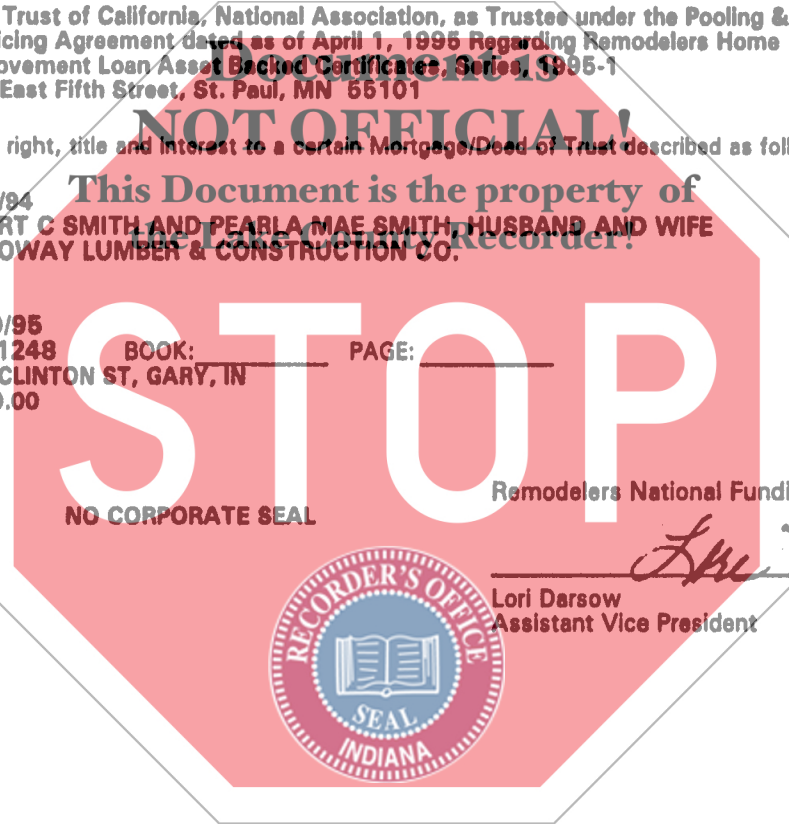 Trust of California, National Association, as Trustee under the Pooling &
icing Agreement dated as of April 1, 1995 Regarding Remodelers Home
ovement Loan Asset Backed Certificates, Series, 1995-1
East Fifth Street, St. Paul, MN 55101
Document is
NOT OFFICIAL!
right, title and interest to a certain Mortgage/Deed of Trust described as foll
This Document is the property of
the Lake County Recorder!
/94
RT C SMITH AND PEARLA MAE SMITH, HUSBAND AND WIFE
OWAY LUMBER & CONSTRUCTION CO.
/95
1248 BOOK: PAGE:
CLINTON ST, GARY, IN
.00
STOP
Remodelers National Fundi
NO CORPORATE SEAL
Lori Darsow
Assistant Vice President
RECORDER'S OFFICE
SEAL
INDIANA